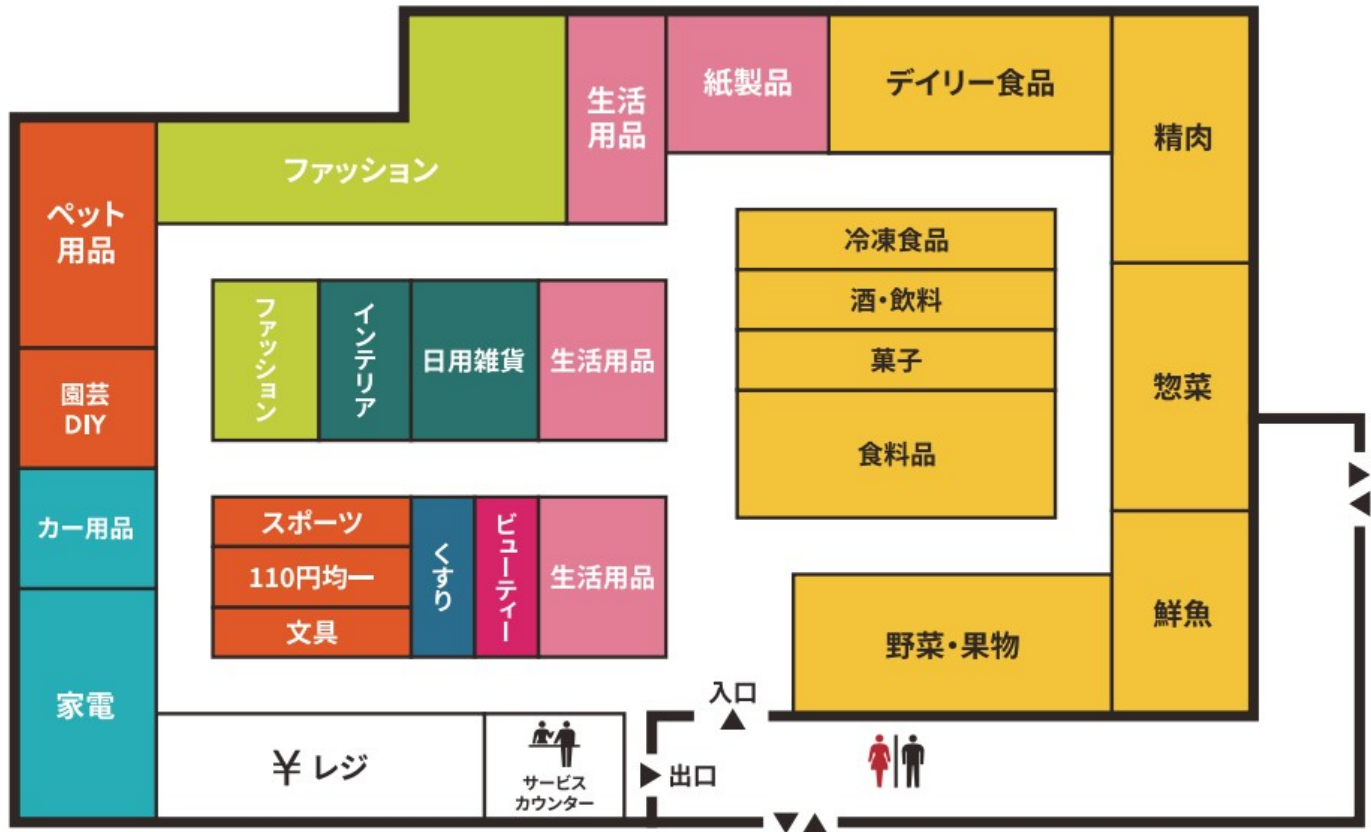 生活
用品
紙製品
デイリー食品
精肉
ファッション
ペット
用品
冷凍食品
酒・飲料
菓子
食料品
惣菜
ファッション
インテリア
日用雑貨
生活用品
園芸
DIY
カー用品
スポーツ
110円均一
文具
くすり
ビューティー
生活用品
野菜・果物
鮮魚
家電
入口
¥ レジ
サービス
カウンター
出口